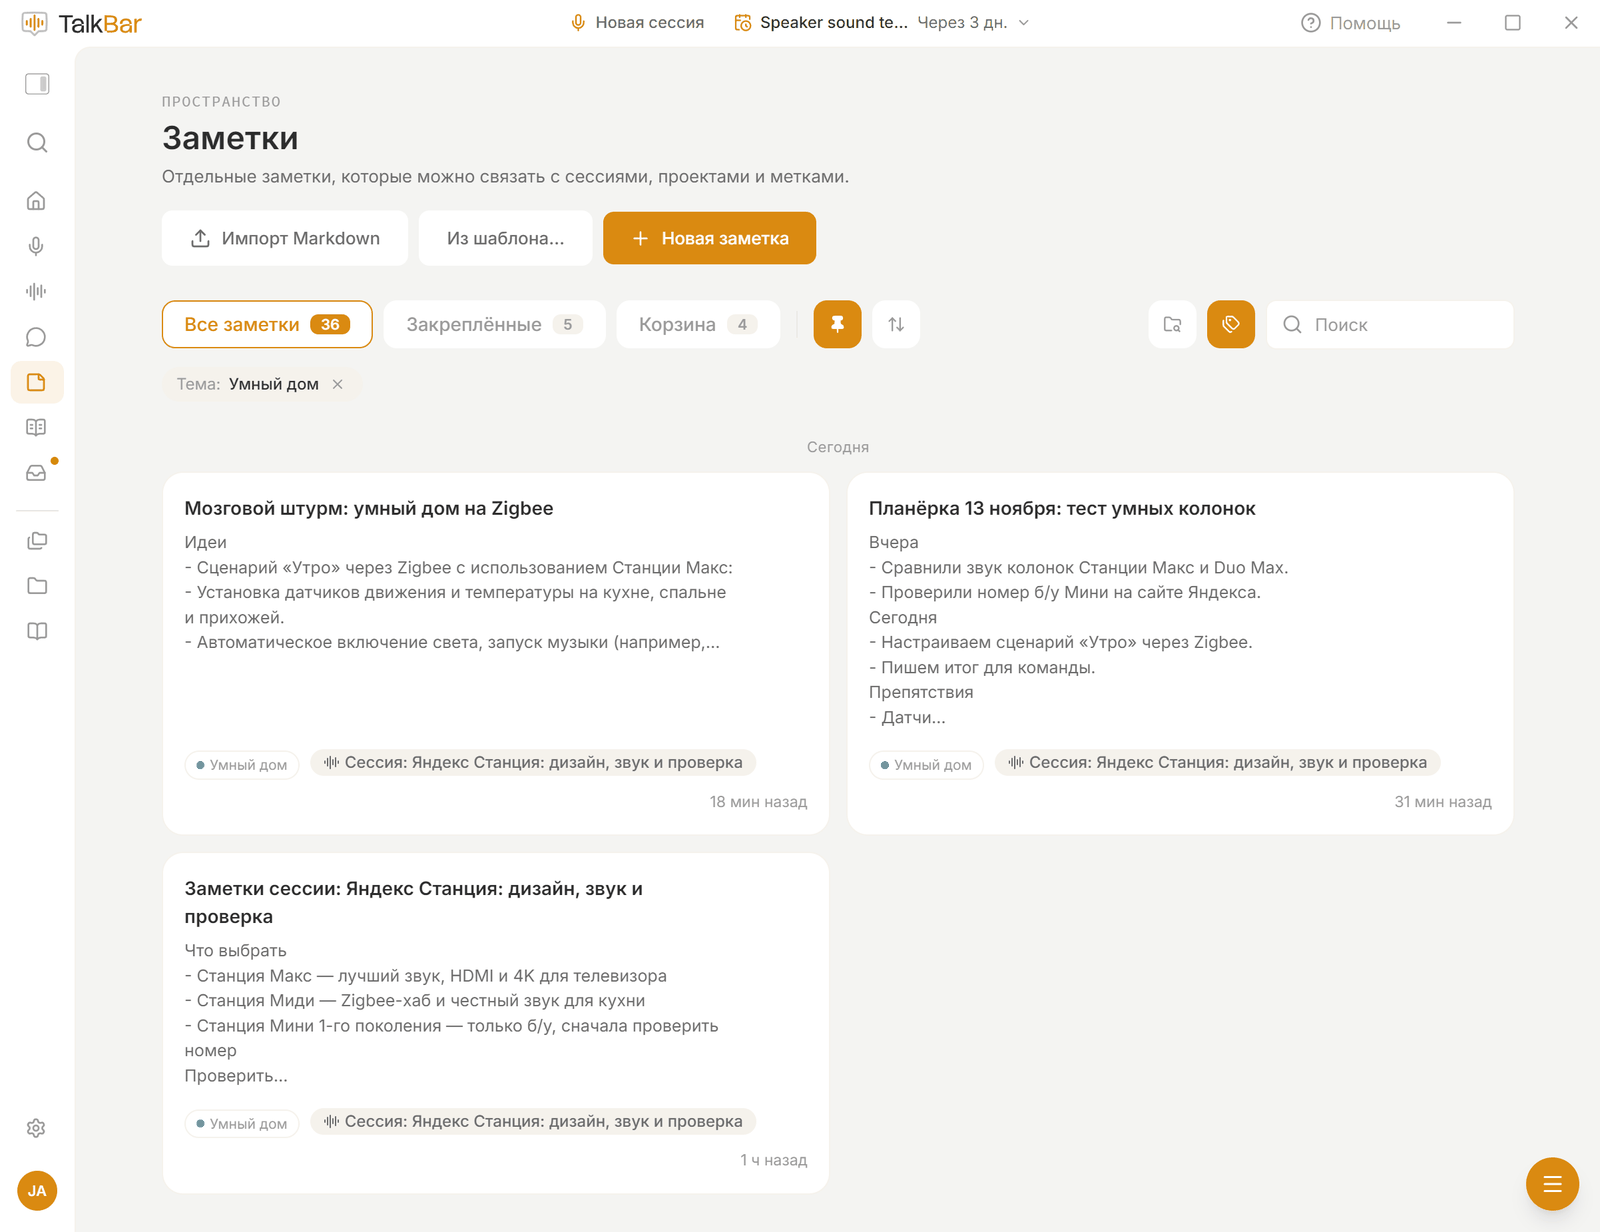 TalkBar
Новая сессия
Speaker sound te... Через 3 дн.
Помощь
ПРОСТРАНСТВО
Заметки
Отдельные заметки, которые можно связать с сессиями, проектами и метками.
Импорт Markdown
Из шаблона...
Новая заметка
Все заметки 36
Закреплённые 5
Корзина 4
Поиск
Тема: Умный дом
Сегодня
Мозговой штурм: умный дом на Zigbee
Идеи
- Сценарий «Утро» через Zigbee с использованием Станции Макс:
- Установка датчиков движения и температуры на кухне, спальне
и прихожей.
- Автоматическое включение света, запуск музыки (например,...
Умный дом
Сессия: Яндекс Станция: дизайн, звук и проверка
18 мин назад
Планёрка 13 ноября: тест умных колонок
Вчера
- Сравнили звук колонок Станции Макс и Duo Max.
- Проверили номер б/у Мини на сайте Яндекса.
Сегодня
- Настраиваем сценарий «Утро» через Zigbee.
- Пишем итог для команды.
Препятствия
- Датчи...
Умный дом
Сессия: Яндекс Станция: дизайн, звук и проверка
31 мин назад
Заметки сессии: Яндекс Станция: дизайн, звук и
проверка
Что выбрать
- Станция Макс — лучший звук, HDMI и 4K для телевизора
- Станция Миди — Zigbee-хаб и честный звук для кухни
- Станция Мини 1-го поколения — только б/у, сначала проверить
номер
Проверить...
Умный дом
Сессия: Яндекс Станция: дизайн, звук и проверка
1 ч назад
JA